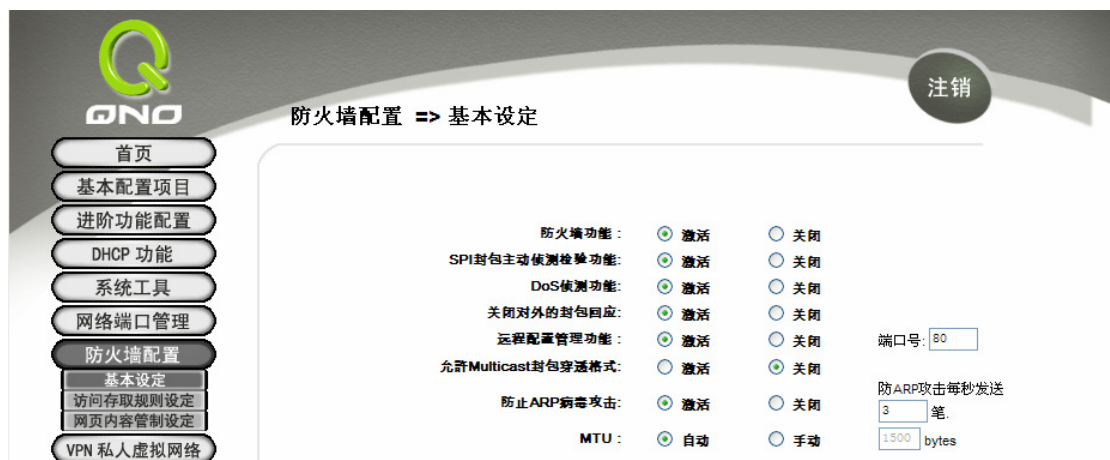 QNO
注销
防火墙配置 => 基本设定
首页
基本配置项目
进阶功能配置
DHCP 功能
系统工具
网络端口管理
防火墙配置
基本设定
访问存取规则设定
网页内容管制设定
VPN 私人虚拟网络
防火墙功能： 激活 关闭
SPI封包主动侦测检验功能: 激活 关闭
DoS侦测功能: 激活 关闭
关闭对外的封包回应: 激活 关闭
远程配置管理功能： 激活 关闭 端口号: 80
允許Multicast封包穿透格式: 激活 关闭
防止ARP病毒攻击: 激活 关闭 防ARP攻击每秒发送
3 笔.
MTU： 自动 手动 1500 bytes